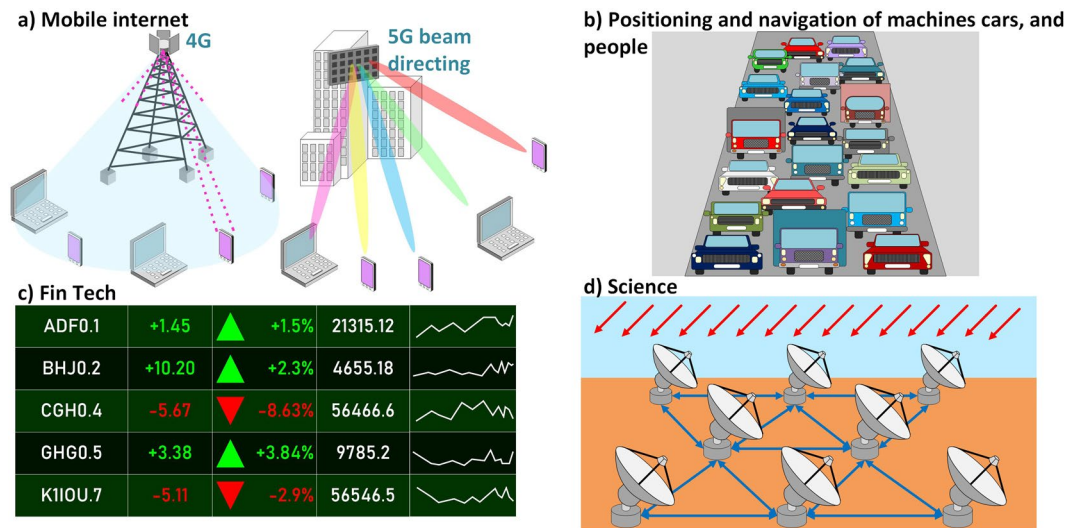 a) Mobile internet
4G
5G beam
directing
b) Positioning and navigation of machines cars, and
people
c) Fin Tech
ADF0.1 +1.45 +1.5% 21315.12
BHJ0.2 +10.20 +2.3% 4655.18
CGH0.4 -5.67 -8.63% 56466.6
GHG0.5 +3.38 +3.84% 9785.2
K1IOU.7 -5.11 -2.9% 56546.5
d) Science